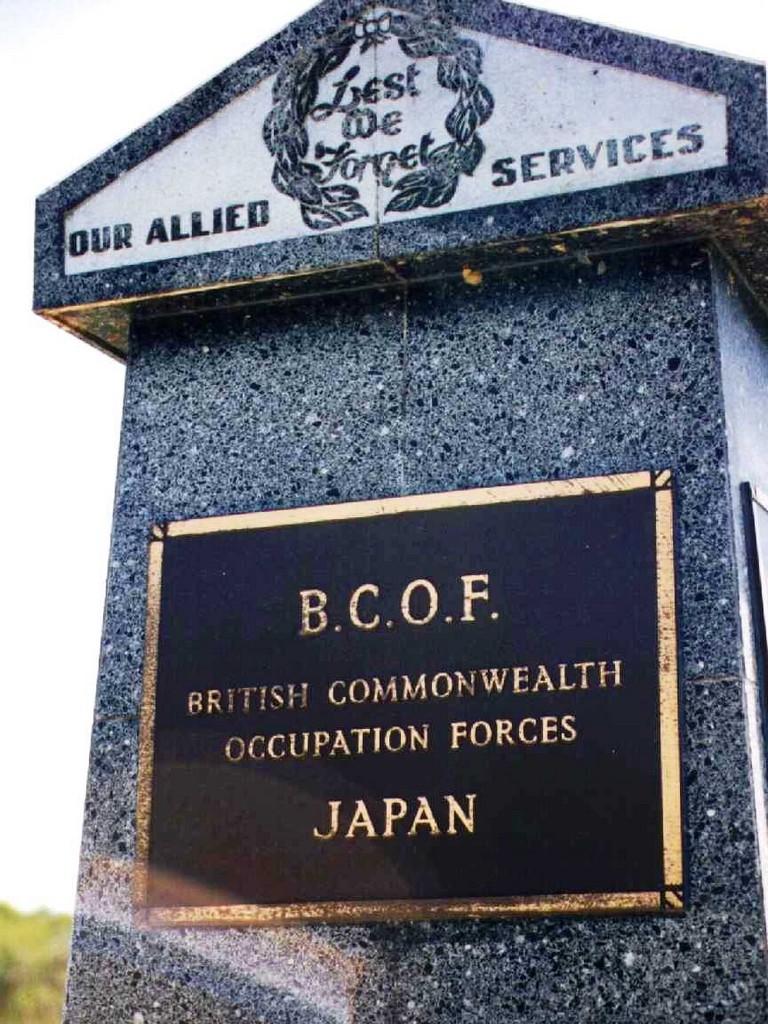 Lest
We
Forget
OUR ALLIED SERVICES
B.C.O.F.
BRITISH COMMONWEALTH
OCCUPATION FORCES
JAPAN